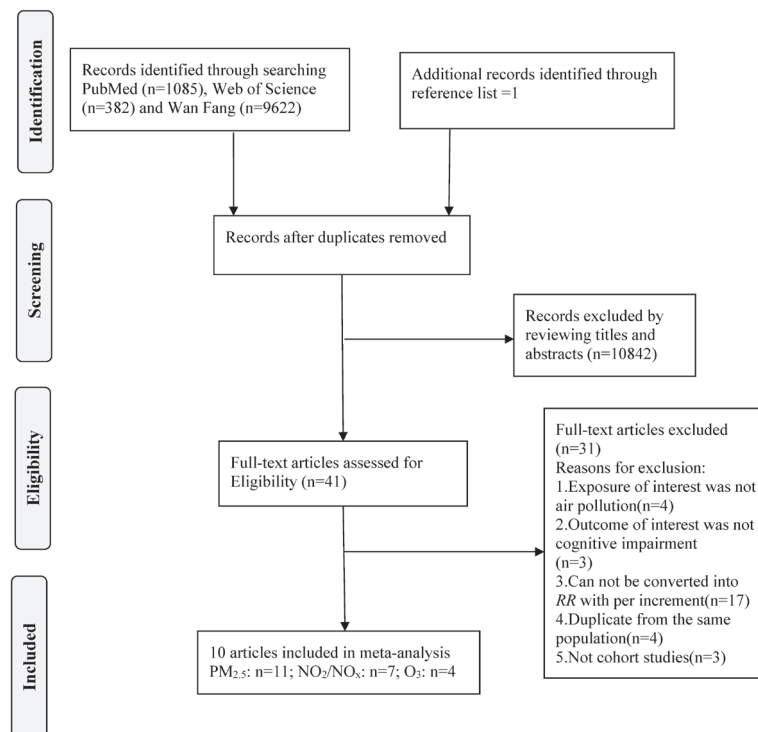 Identification
Records identified through searching
PubMed (n=1085), Web of Science
(n=382) and Wan Fang (n=9622)
Additional records identified through
reference list =1
Screening
Records after duplicates removed
Records excluded by
reviewing titles and
abstracts (n=10842)
Eligibility
Full-text articles assessed for
Eligibility (n=41)
Full-text articles excluded
(n=31)
Reasons for exclusion:
1.Exposure of interest was not
air pollution(n=4)
2.Outcome of interest was not
cognitive impairment
(n=3)
3.Can not be converted into
RR with per increment(n=17)
4.Duplicate from the same
population(n=4)
5.Not cohort studies(n=3)
Included
10 articles included in meta-analysis
PM2.5: n=11; NO2/NOx: n=7; O3: n=4